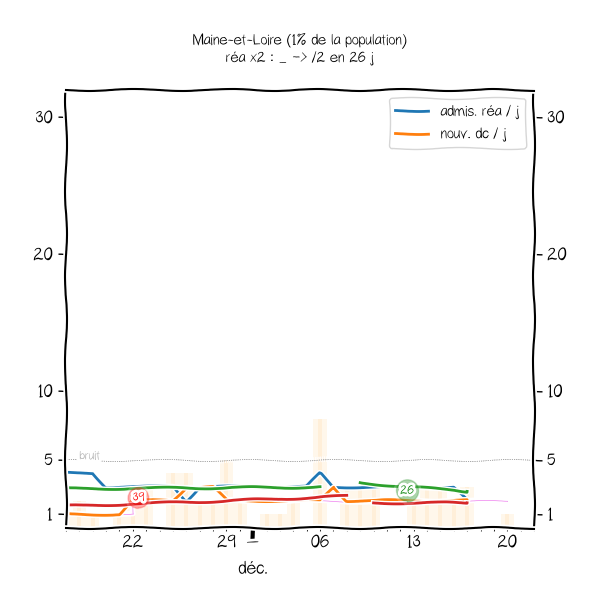 Maine-et-Loire (1% de la population)
réa x2 : _ -> /2 en 26 j
admis. réa / j
nouv. dc / j
30
30
20
20
10
10
5
bruit
5
39
26
1
1
22
29
06
13
20
déc.